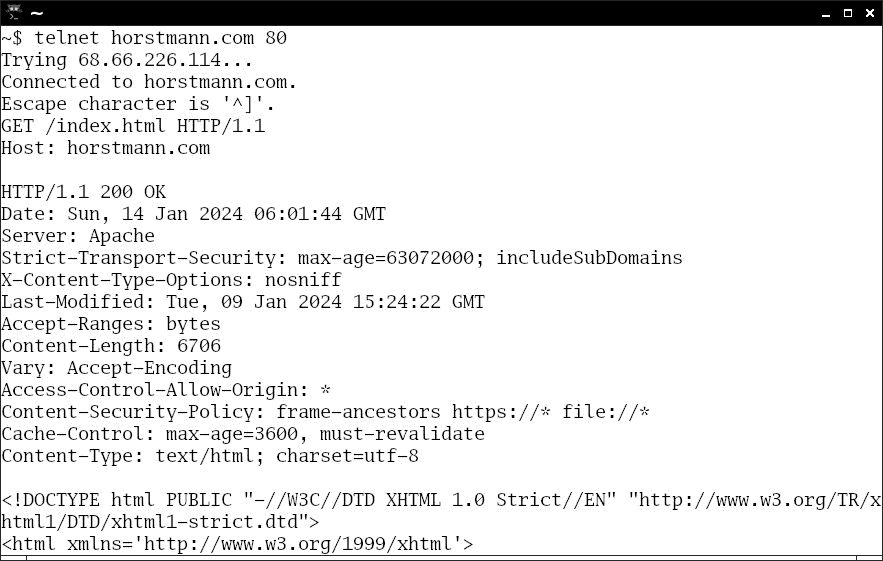 ~
~$ telnet horstmann.com 80
Trying 68.66.226.114...
Connected to horstmann.com.
Escape character is '^]'.
GET /index.html HTTP/1.1
Host: horstmann.com

HTTP/1.1 200 OK
Date: Sun, 14 Jan 2024 06:01:44 GMT
Server: Apache
Strict-Transport-Security: max-age=63072000; includeSubDomains
X-Content-Type-Options: nosniff
Last-Modified: Tue, 09 Jan 2024 15:24:22 GMT
Accept-Ranges: bytes
Content-Length: 6706
Vary: Accept-Encoding
Access-Control-Allow-Origin: *
Content-Security-Policy: frame-ancestors https://* file://*
Cache-Control: max-age=3600, must-revalidate
Content-Type: text/html; charset=utf-8

<!DOCTYPE html PUBLIC "-//W3C//DTD XHTML 1.0 Strict//EN" "http://www.w3.org/TR/x
html1/DTD/xhtml1-strict.dtd">
<html xmlns='http://www.w3.org/1999/xhtml'>